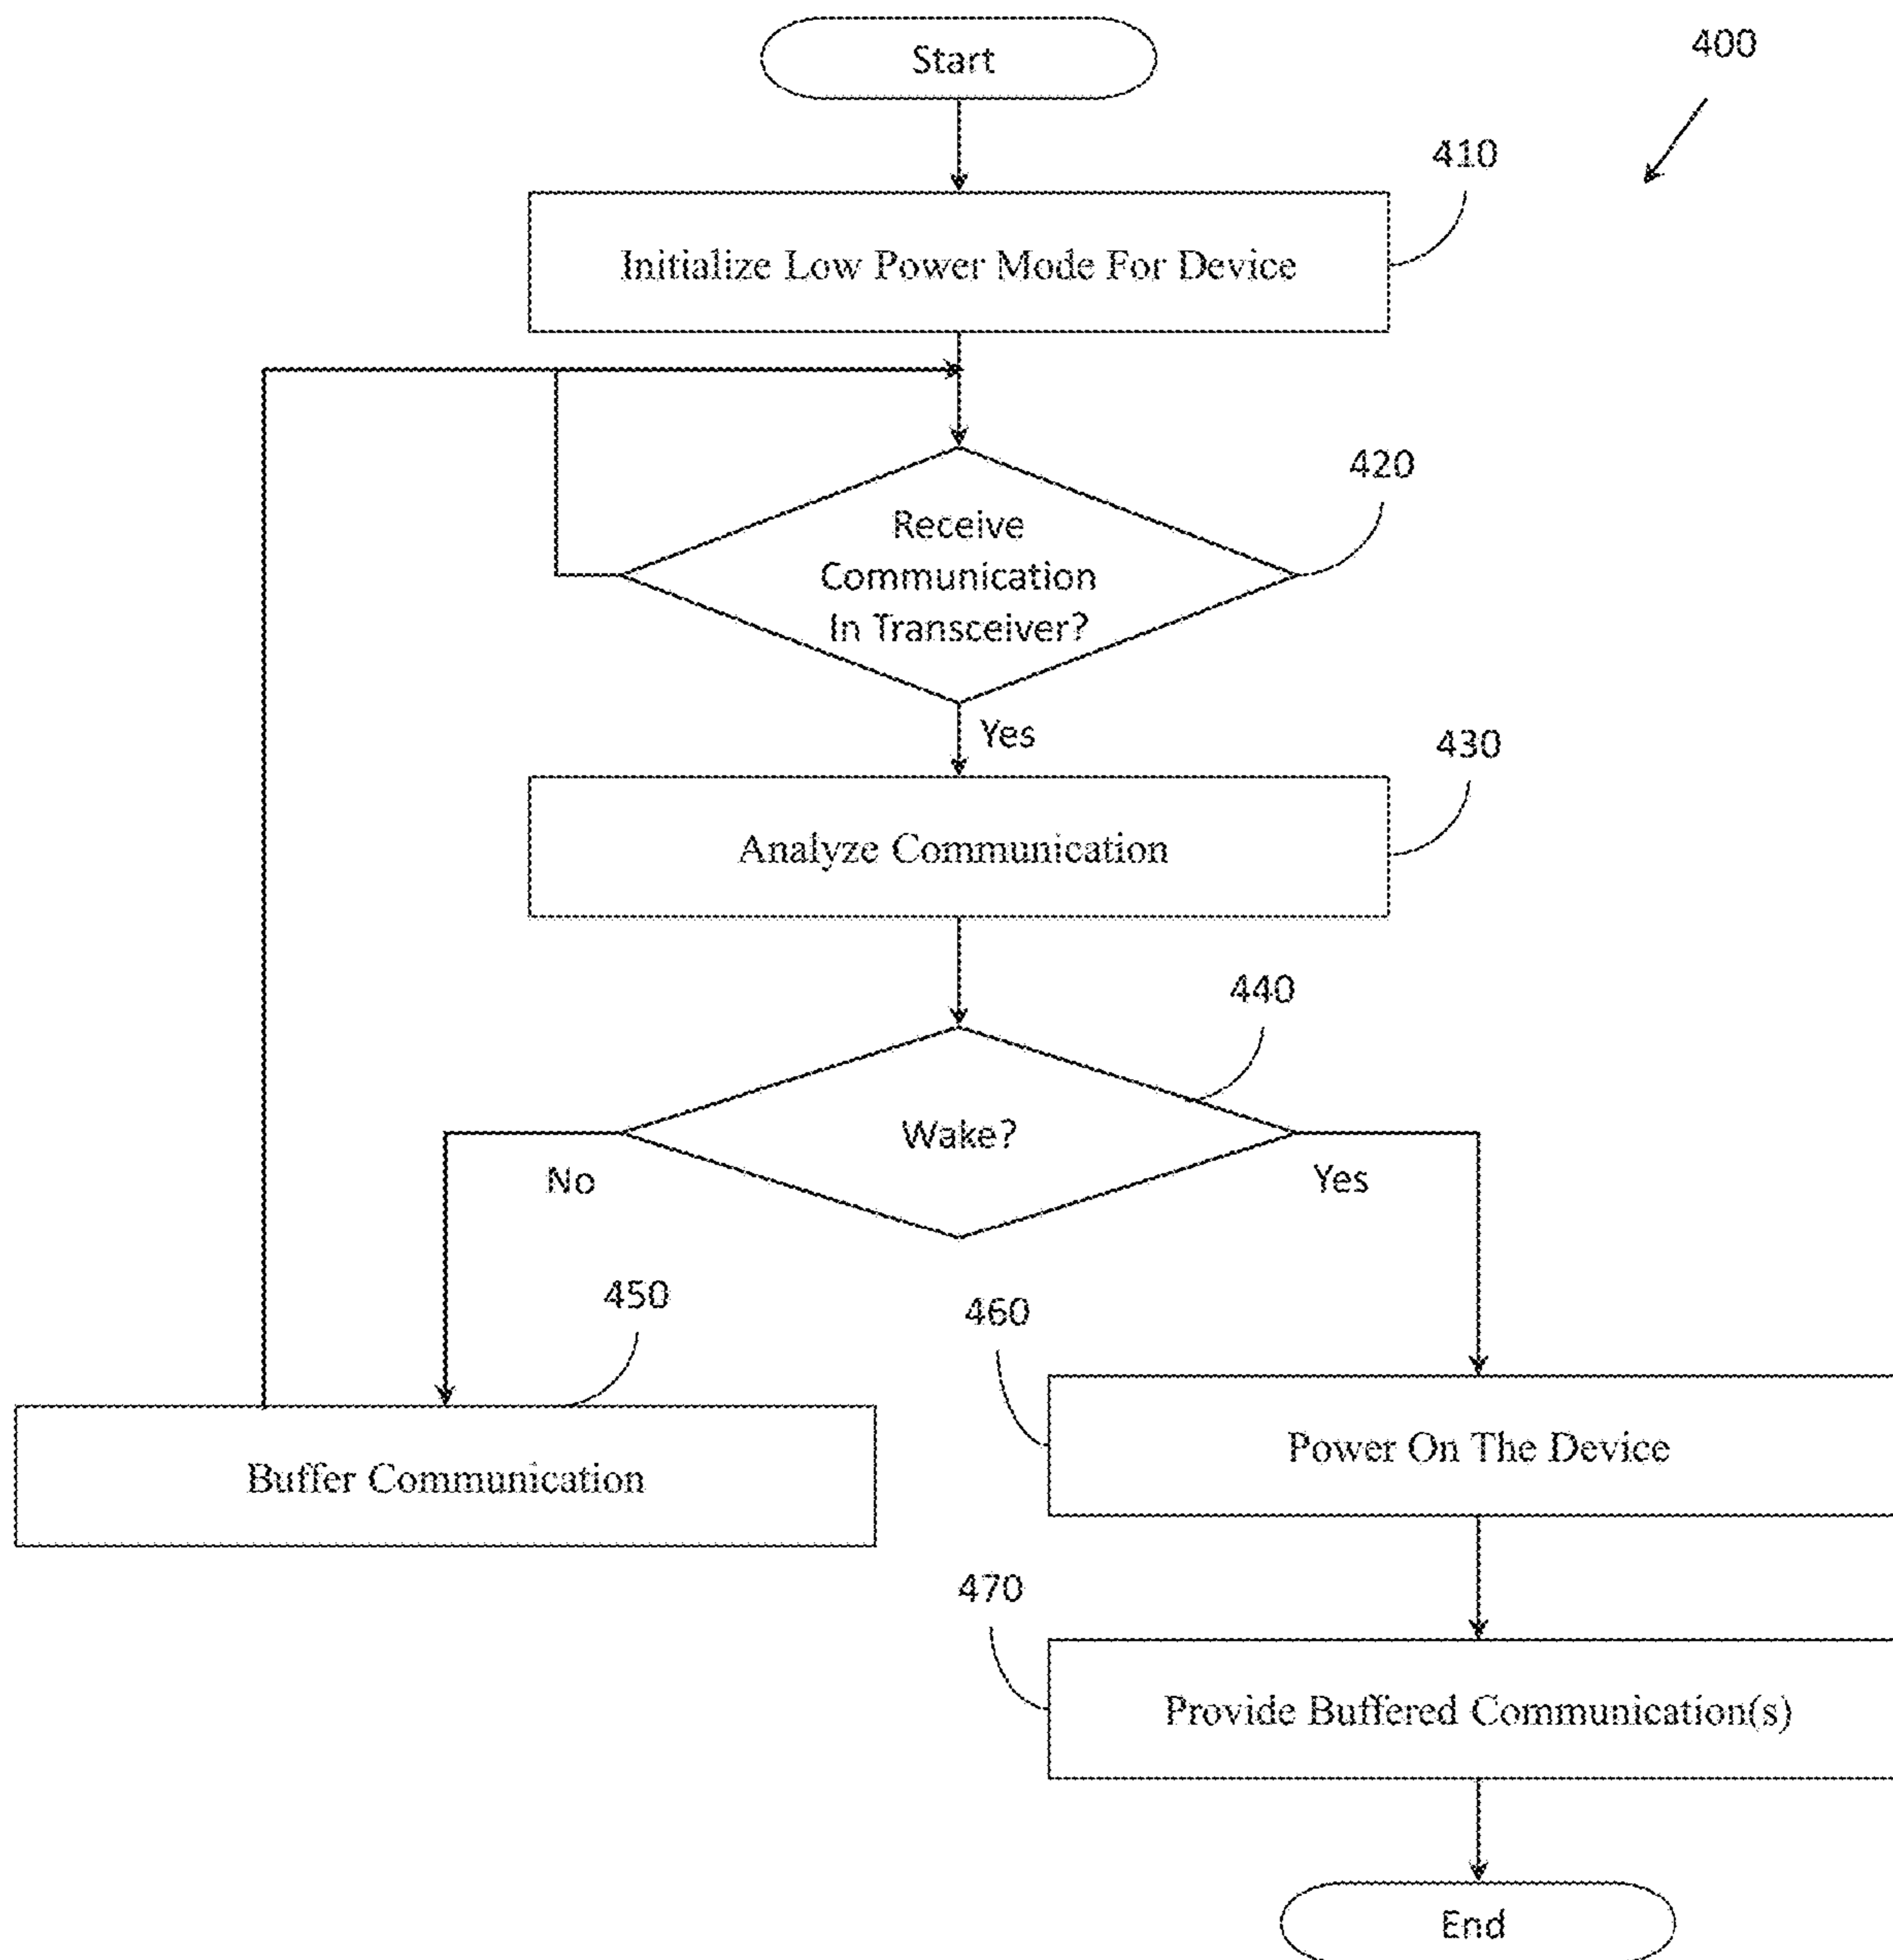 Start
400
410
Initialize Low Power Mode For Device
420
Receive
Communication
In Transceiver?
Yes
430
Analyze Communication
440
Wake?
No
Yes
450
460
Power On The Device
Buffer Communication
470
Provide Buffered Communication(s)
End